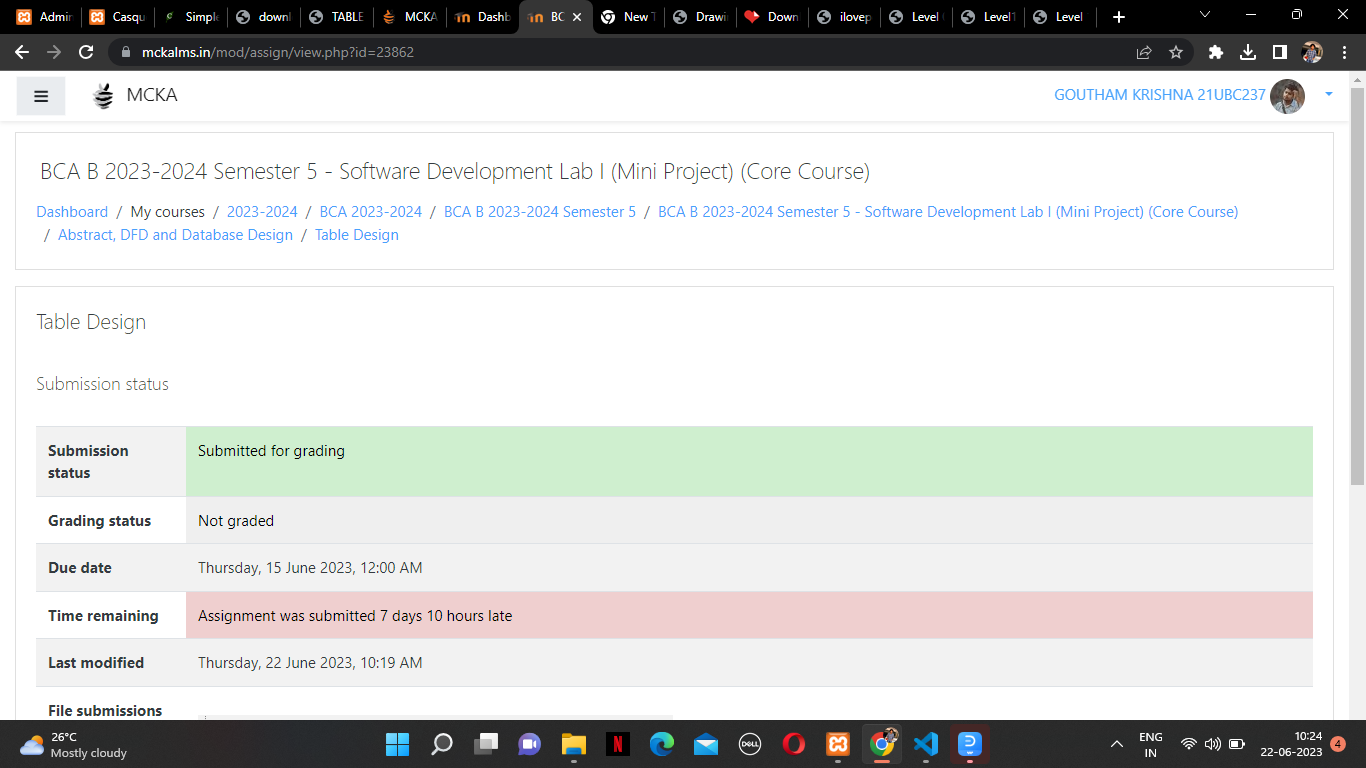 Admir
Casqu
Simple
downl
TABLE
MCKA
Dashb
BC
New T
Drawi
Down
ilovep
Level
Level1
Level
mckalms.in/mod/assign/view.php?id=23862
MCKA
GOUTHAM KRISHNA 21UBC237
BCA B 2023-2024 Semester 5 - Software Development Lab I (Mini Project) (Core Course)
Dashboard / My courses / 2023-2024 / BCA 2023-2024 / BCA B 2023-2024 Semester 5 / BCA B 2023-2024 Semester 5 - Software Development Lab I (Mini Project) (Core Course)
/ Abstract, DFD and Database Design / Table Design
Table Design
Submission status
Submission status Submitted for grading
Grading status Not graded
Due date Thursday, 15 June 2023, 12:00 AM
Time remaining Assignment was submitted 7 days 10 hours late
Last modified Thursday, 22 June 2023, 10:19 AM
File submissions
26°C
Mostly cloudy
DELL
ENG
IN
10:24
22-06-2023
4